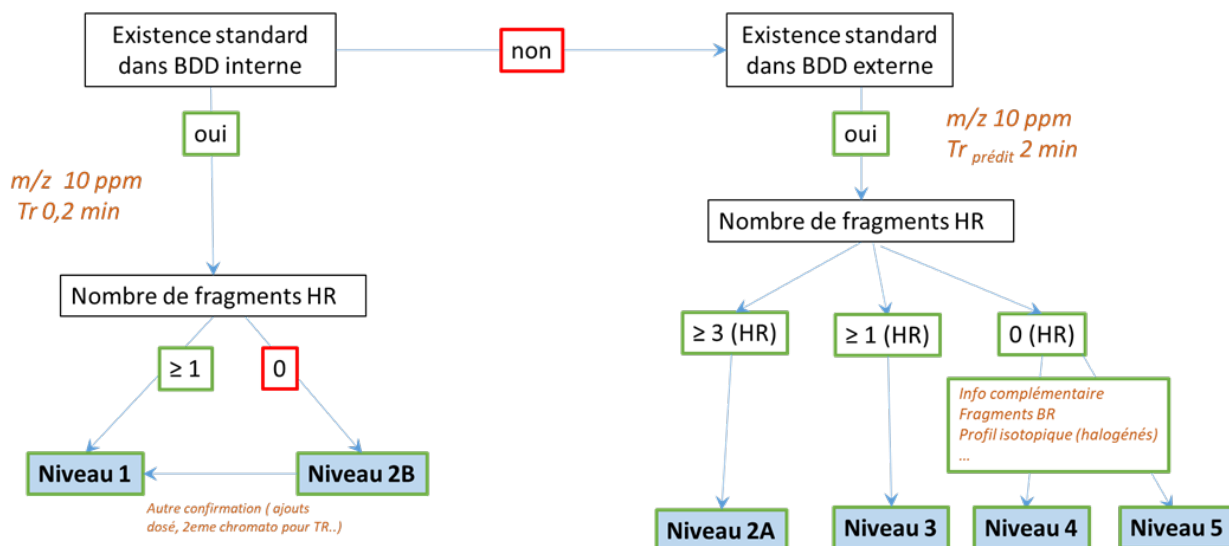 Existence standard
dans BDD interne
non
Existence standard
dans BDD externe
oui
oui
m/z 10 ppm
Tr prédit 2 min
m/z 10 ppm
Tr 0,2 min
Nombre de fragments HR
Nombre de fragments HR
≥ 3 (HR)
≥ 1 (HR)
0 (HR)
≥ 1
0
Info complémentaire
Fragments BR
Profil isotopique (halogénés)
...
Niveau 1
Niveau 2B
Autre confirmation ( ajouts
dosé, 2eme chromato pour TR..)
Niveau 2A
Niveau 3
Niveau 4
Niveau 5